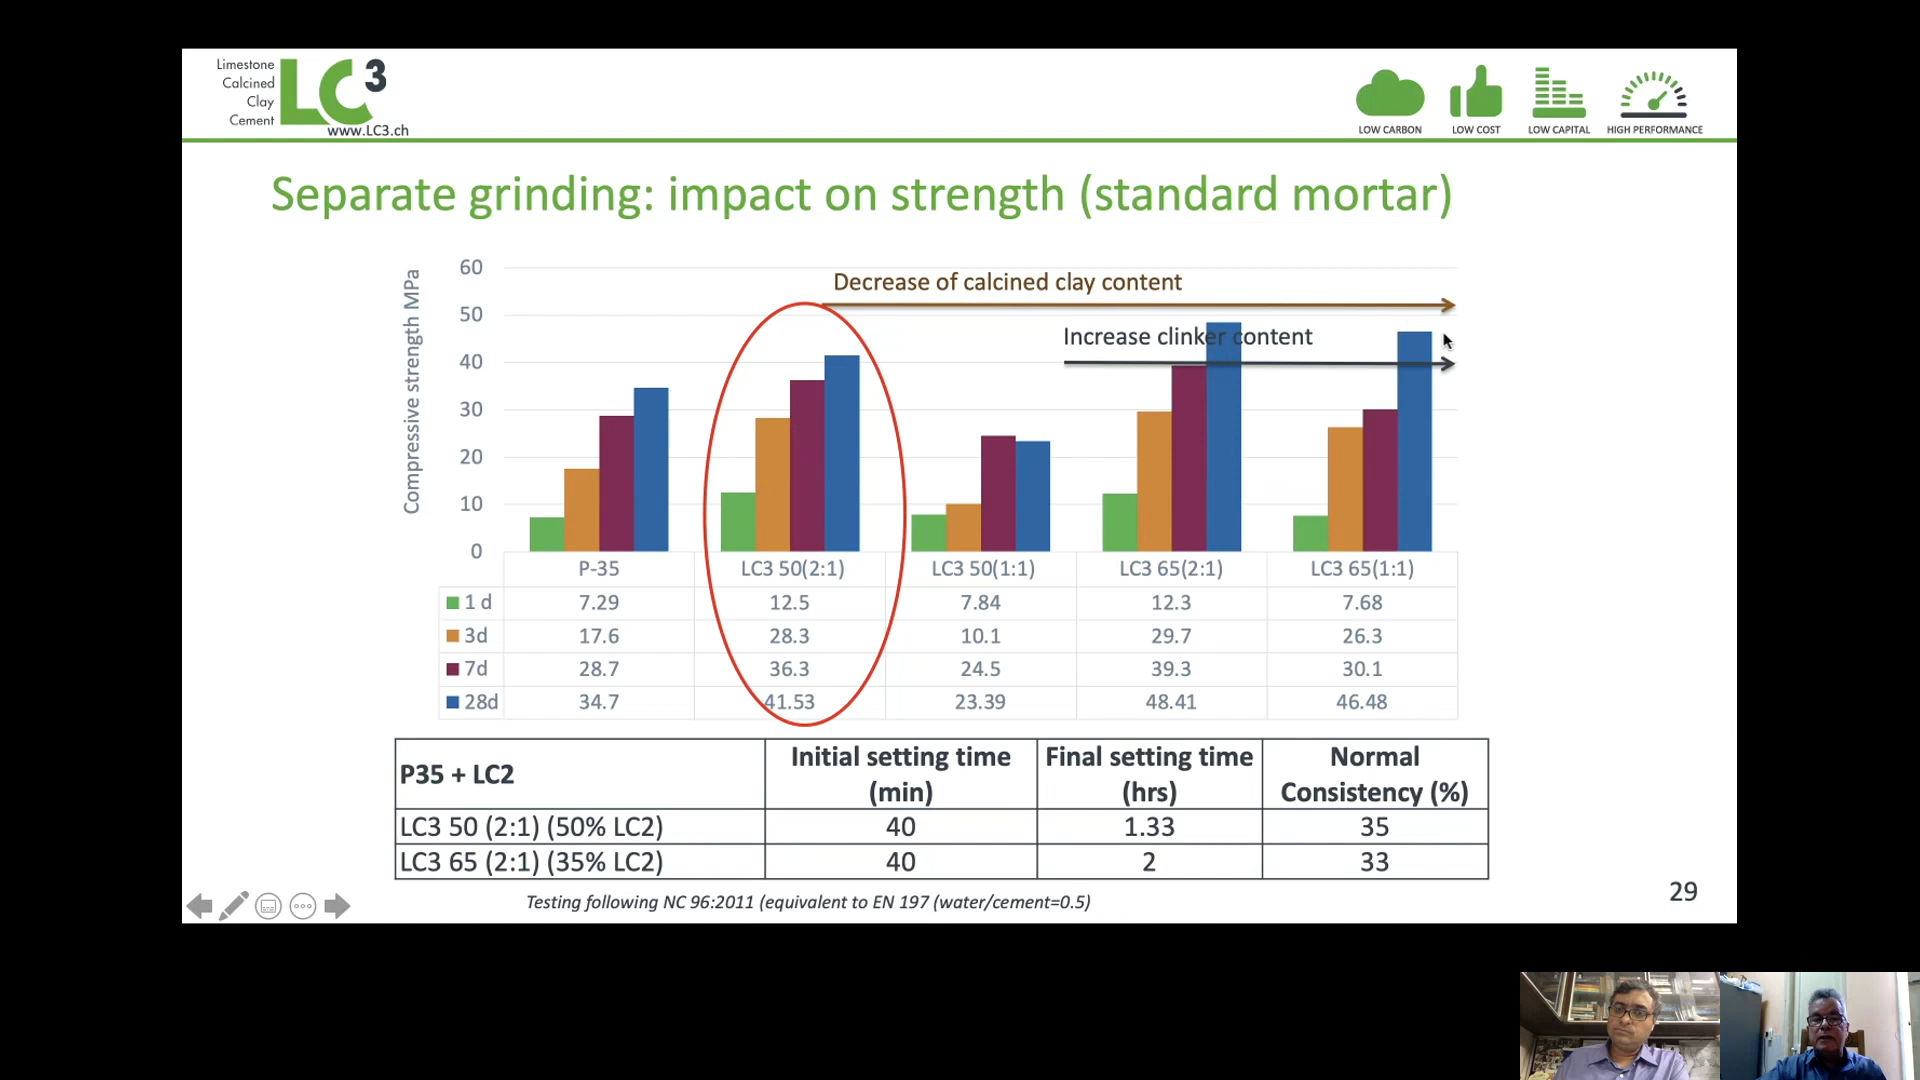 Limestone
Calcined
Clay
Cement
LC3
www.LC3.ch
LOW CARBON
LOW COST
LOW CAPITAL
HIGH PERFORMANCE
Separate grinding: impact on strength (standard mortar)
Compressive strength MPa
60
50
40
30
20
10
0
Decrease of calcined clay content
Increase clinker content
P-35 LC3 50(2:1) LC3 50(1:1) LC3 65(2:1) LC3 65(1:1)
1 d 7.29 12.5 7.84 12.3 7.68
3d 17.6 28.3 10.1 29.7 26.3
7d 28.7 36.3 24.5 39.3 30.1
28d 34.7 41.53 23.39 48.41 46.48
P35 + LC2
Initial setting time (min)
Final setting time (hrs)
Normal Consistency (%)
LC3 50 (2:1) (50% LC2) 40 1.33 35
LC3 65 (2:1) (35% LC2) 40 2 33
Testing following NC 96:2011 (equivalent to EN 197 (water/cement=0.5)
29